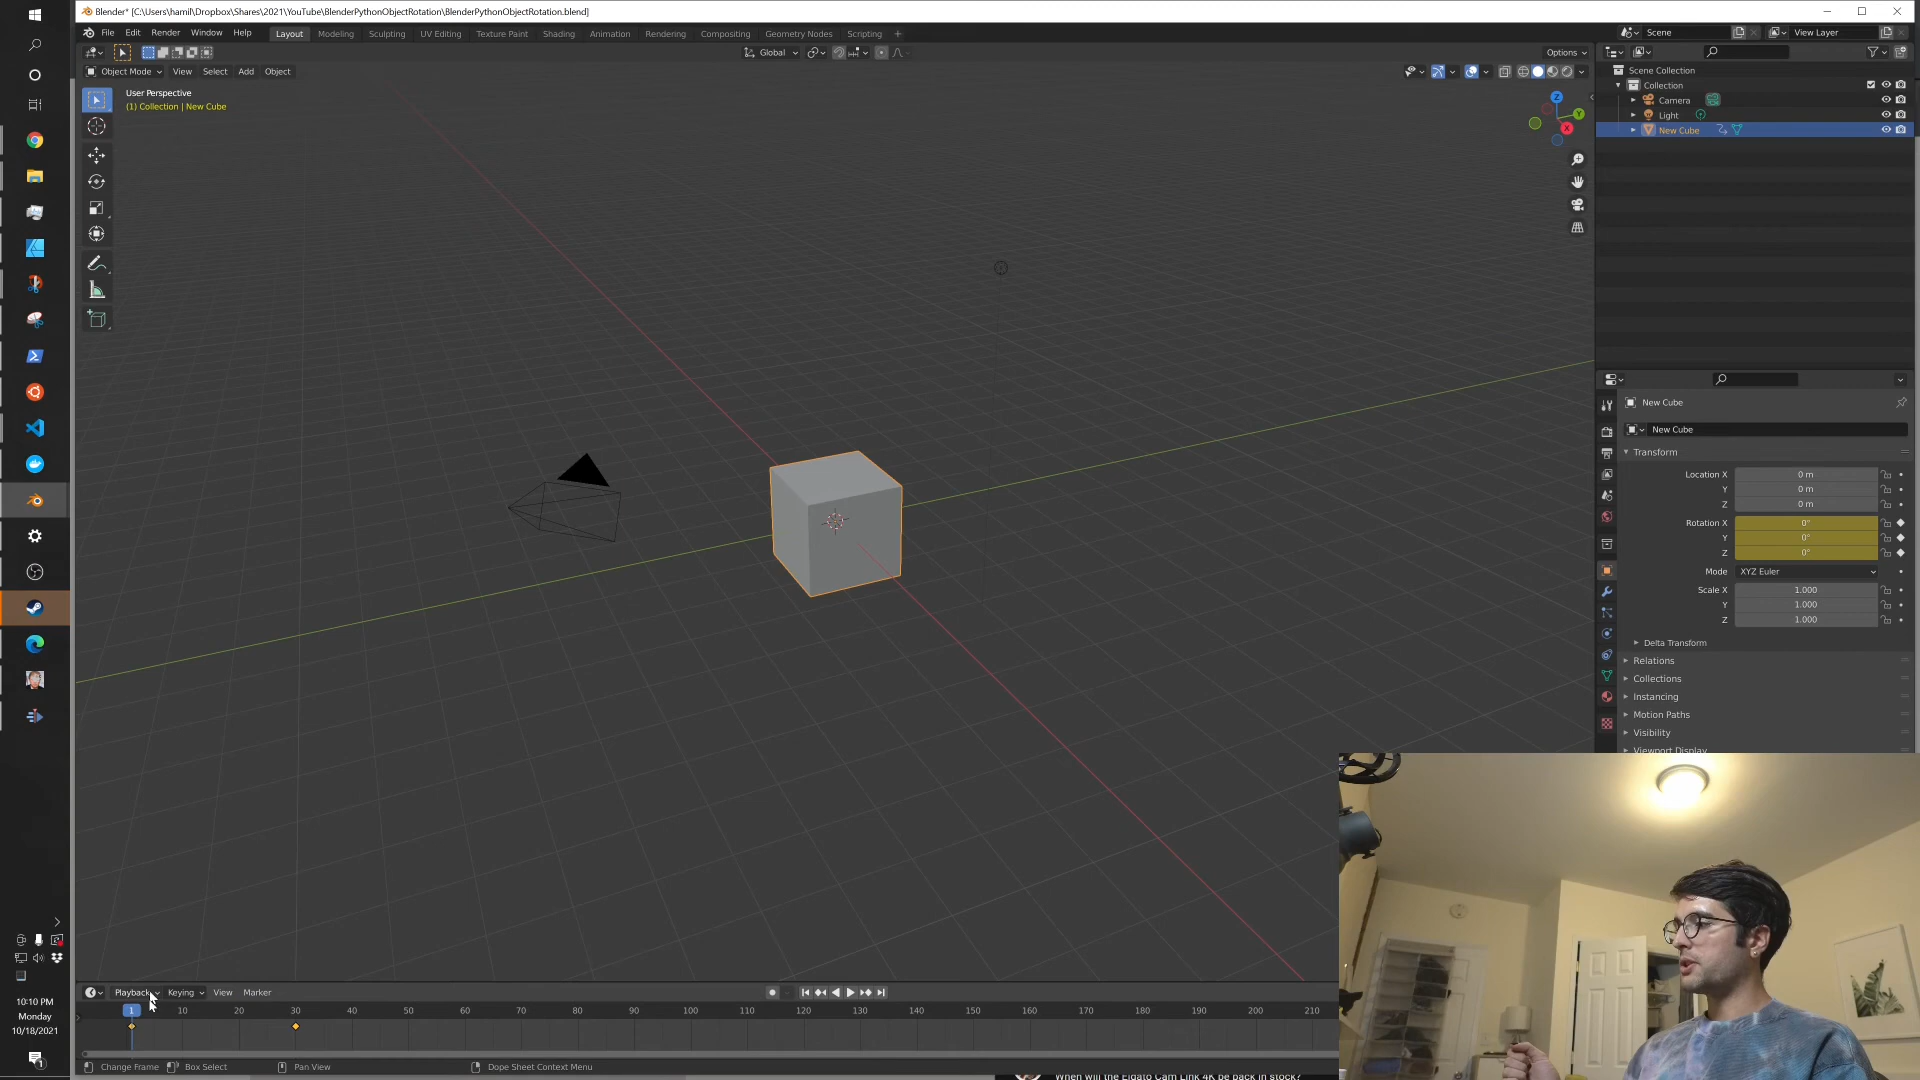 Blender* [C:\Users\hamil\Dropbox\Shares\2021\YouTube\BlenderPythonObjectRotation\BlenderPythonObjectRotation.blend]
File Edit Render Window Help Layout Modeling Sculpting UV Editing Texture Paint Shading Animation Rendering Compositing Geometry Nodes Scripting + Scene View Layer
Global Options
Object Mode View Select Add Object
User Perspective
(1) Collection | New Cube
Z
Y
X
Scene Collection
Collection
Camera
Light
New Cube
New Cube
New Cube
Transform
Location X 0 m
Y 0 m
Z 0 m
Rotation X 0°
Y 0°
Z 0°
Mode XYZ Euler
Scale X 1.000
Y 1.000
Z 1.000
Delta Transform
Relations
Collections
Instancing
Motion Paths
Visibility
Viewport Display
Playback Keying View Marker
1 10 20 30 40 50 60 70 80 90 100 110 120 130 140 150 160 170 180 190 200 210
Change Frame Box Select Pan View Dope Sheet Context Menu
When will the Elgato Cam Link 4K be back in stock?
10:10 PM
Monday
10/18/2021
1